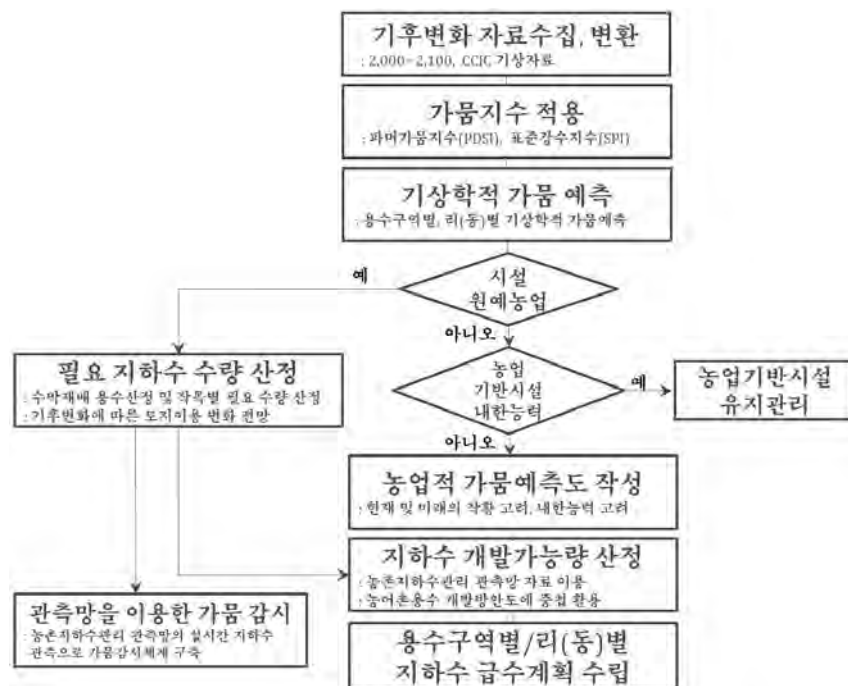 기후변화 자료수집, 변환
: 2,000~2,100, CCIC 기상자료
가뭄지수 적용
: 파머가뭄지수(PDSI), 표준강수지수(SPI)
기상학적 가뭄 예측
: 용수구역별, 리(동)별 기상학적 가뭄예측
예
시설
원예농업
아니오
필요 지하수 수량 산정
: 수막재배 용수산정 및 작목별 필요 수량 산정
: 기후변화에 따른 토지이용 변화 전망
농업
기반시설
내한능력
예
농업기반시설
유지관리
아니오
농업적 가뭄예측도 작성
: 현재 및 미래의 작황 고려, 내한능력 고려
지하수 개발가능량 산정
: 농촌지하수관리 관측망 자료 이용
: 농어촌용수 개발방안도에 중첩 활용
관측망을 이용한 가뭄 감시
: 농촌지하수관리 관측망의 실시간 지하수
관측으로 가뭄감시체제 구축
용수구역별/리(동)별
지하수 급수계획 수립